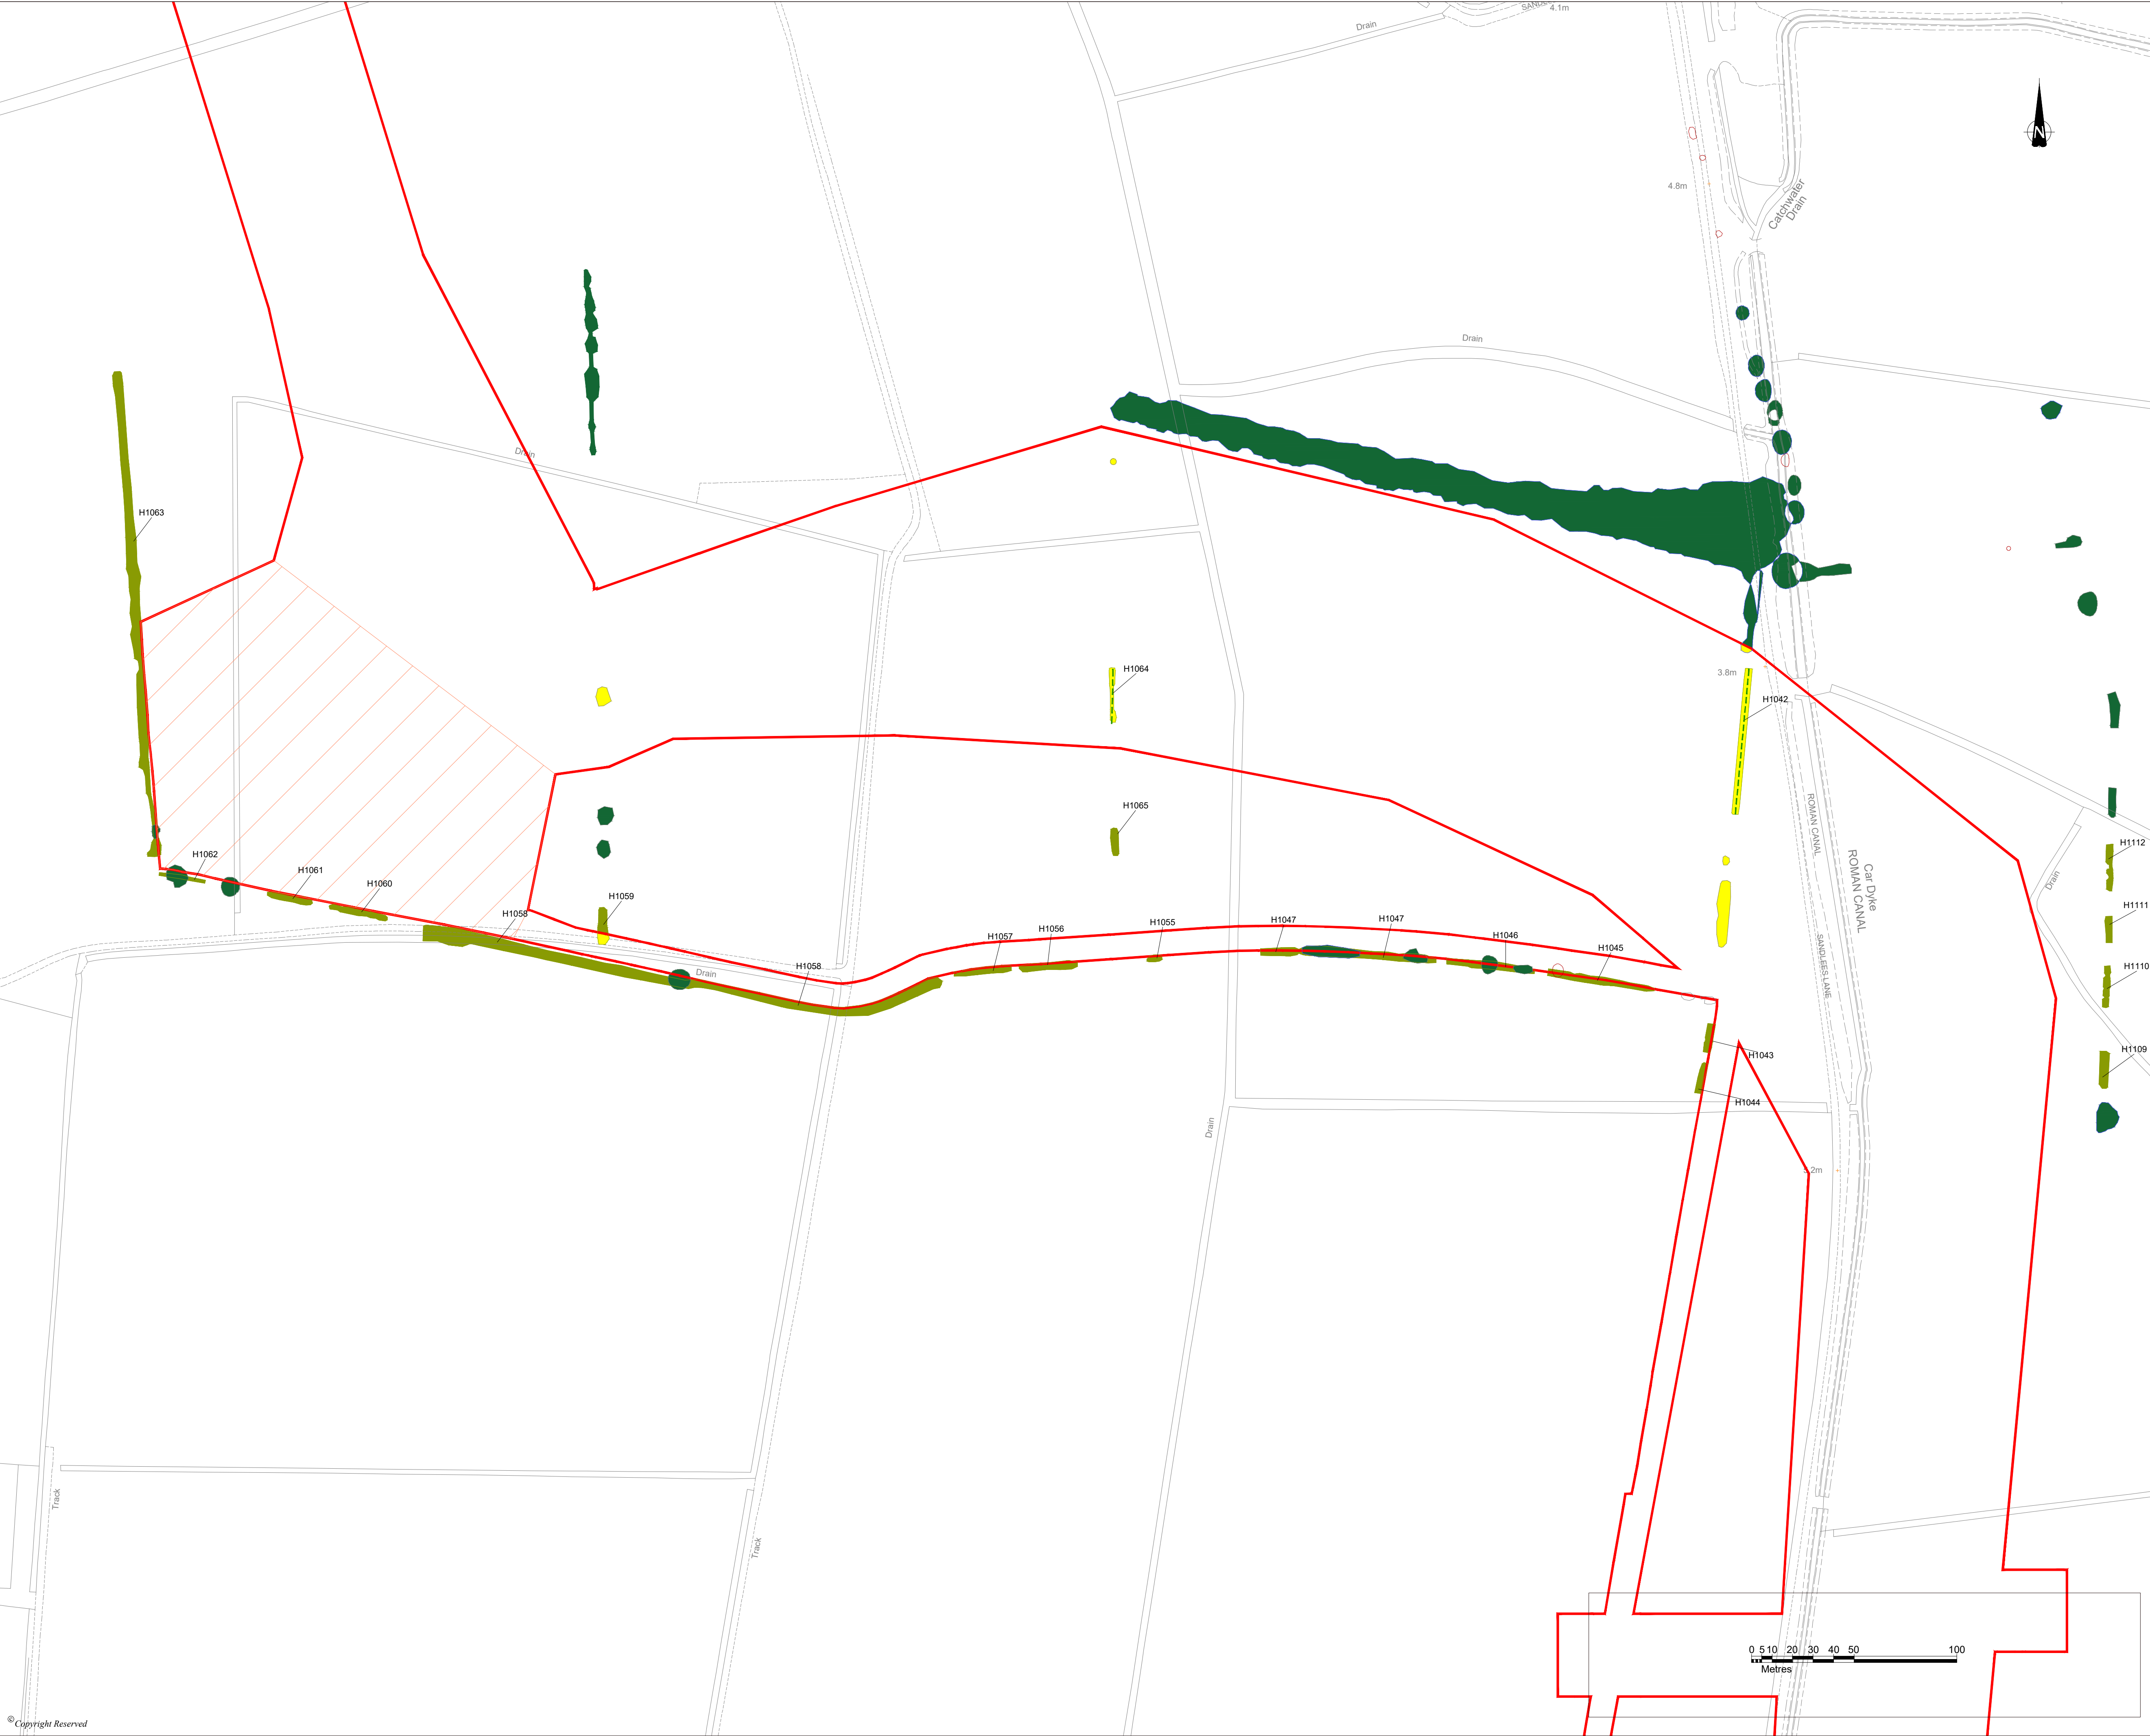 SANDL
4.1m
Drain
N
4.8m
Catchwater
Drain
Drain
Drain
H1063
H1064
3.8m
H1042
ROMAN CANAL
Car Dyke
ROMAN CANAL
H1065
H1112
H1062
H1061
H1060
H1059
H1058
Drain
H1111
H1057
H1056
H1055
H1047
H1047
H1046
H1045
SANDLEES LANE
H1058
Drain
H1110
H1043
H1109
H1044
Drain
5.2m
Track
Track
0 5 10 20 30 40 50 100
Metres
© Copyright Reserved